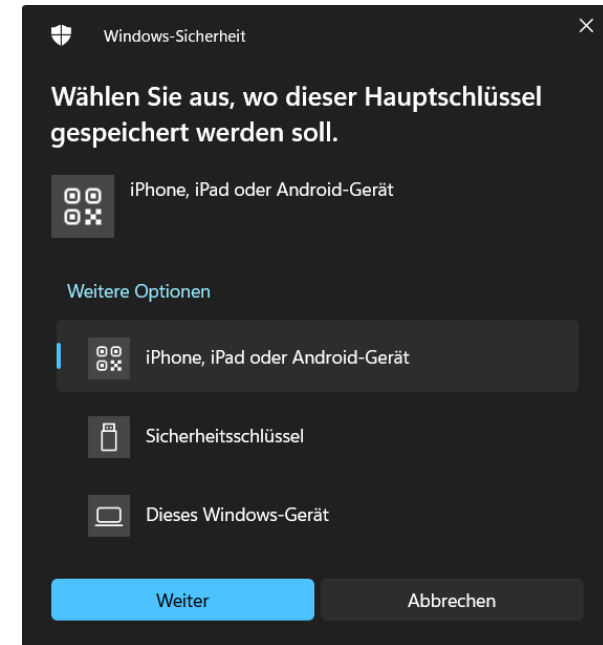 Windows-Sicherheit
Wählen Sie aus, wo dieser Hauptschlüssel
gespeichert werden soll.
iPhone, iPad oder Android-Gerät
Weitere Optionen
iPhone, iPad oder Android-Gerät
Sicherheitsschlüssel
Dieses Windows-Gerät
Weiter
Abbrechen